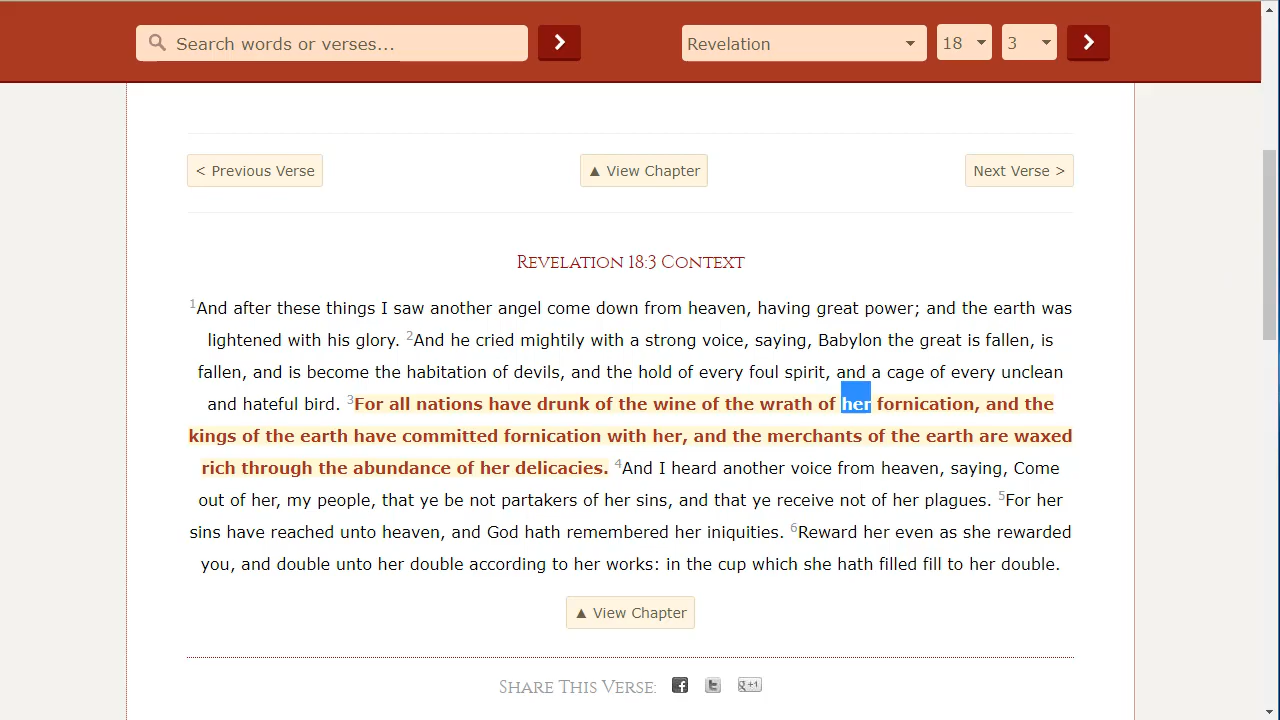 Search words or verses...
Revelation
18
3
< Previous Verse
▲ View Chapter
Next Verse >
Revelation 18:3 Context
1And after these things I saw another angel come down from heaven, having great power; and the earth was
lightened with his glory. 2And he cried mightily with a strong voice, saying, Babylon the great is fallen, is
fallen, and is become the habitation of devils, and the hold of every foul spirit, and a cage of every unclean
and hateful bird. 3For all nations have drunk of the wine of the wrath of her fornication, and the
kings of the earth have committed fornication with her, and the merchants of the earth are waxed
rich through the abundance of her delicacies. 4And I heard another voice from heaven, saying, Come
out of her, my people, that ye be not partakers of her sins, and that ye receive not of her plagues. 5For her
sins have reached unto heaven, and God hath remembered her iniquities. 6Reward her even as she rewarded
you, and double unto her double according to her works: in the cup which she hath filled fill to her double.
▲ View Chapter
Share This Verse:
f
t
g+1